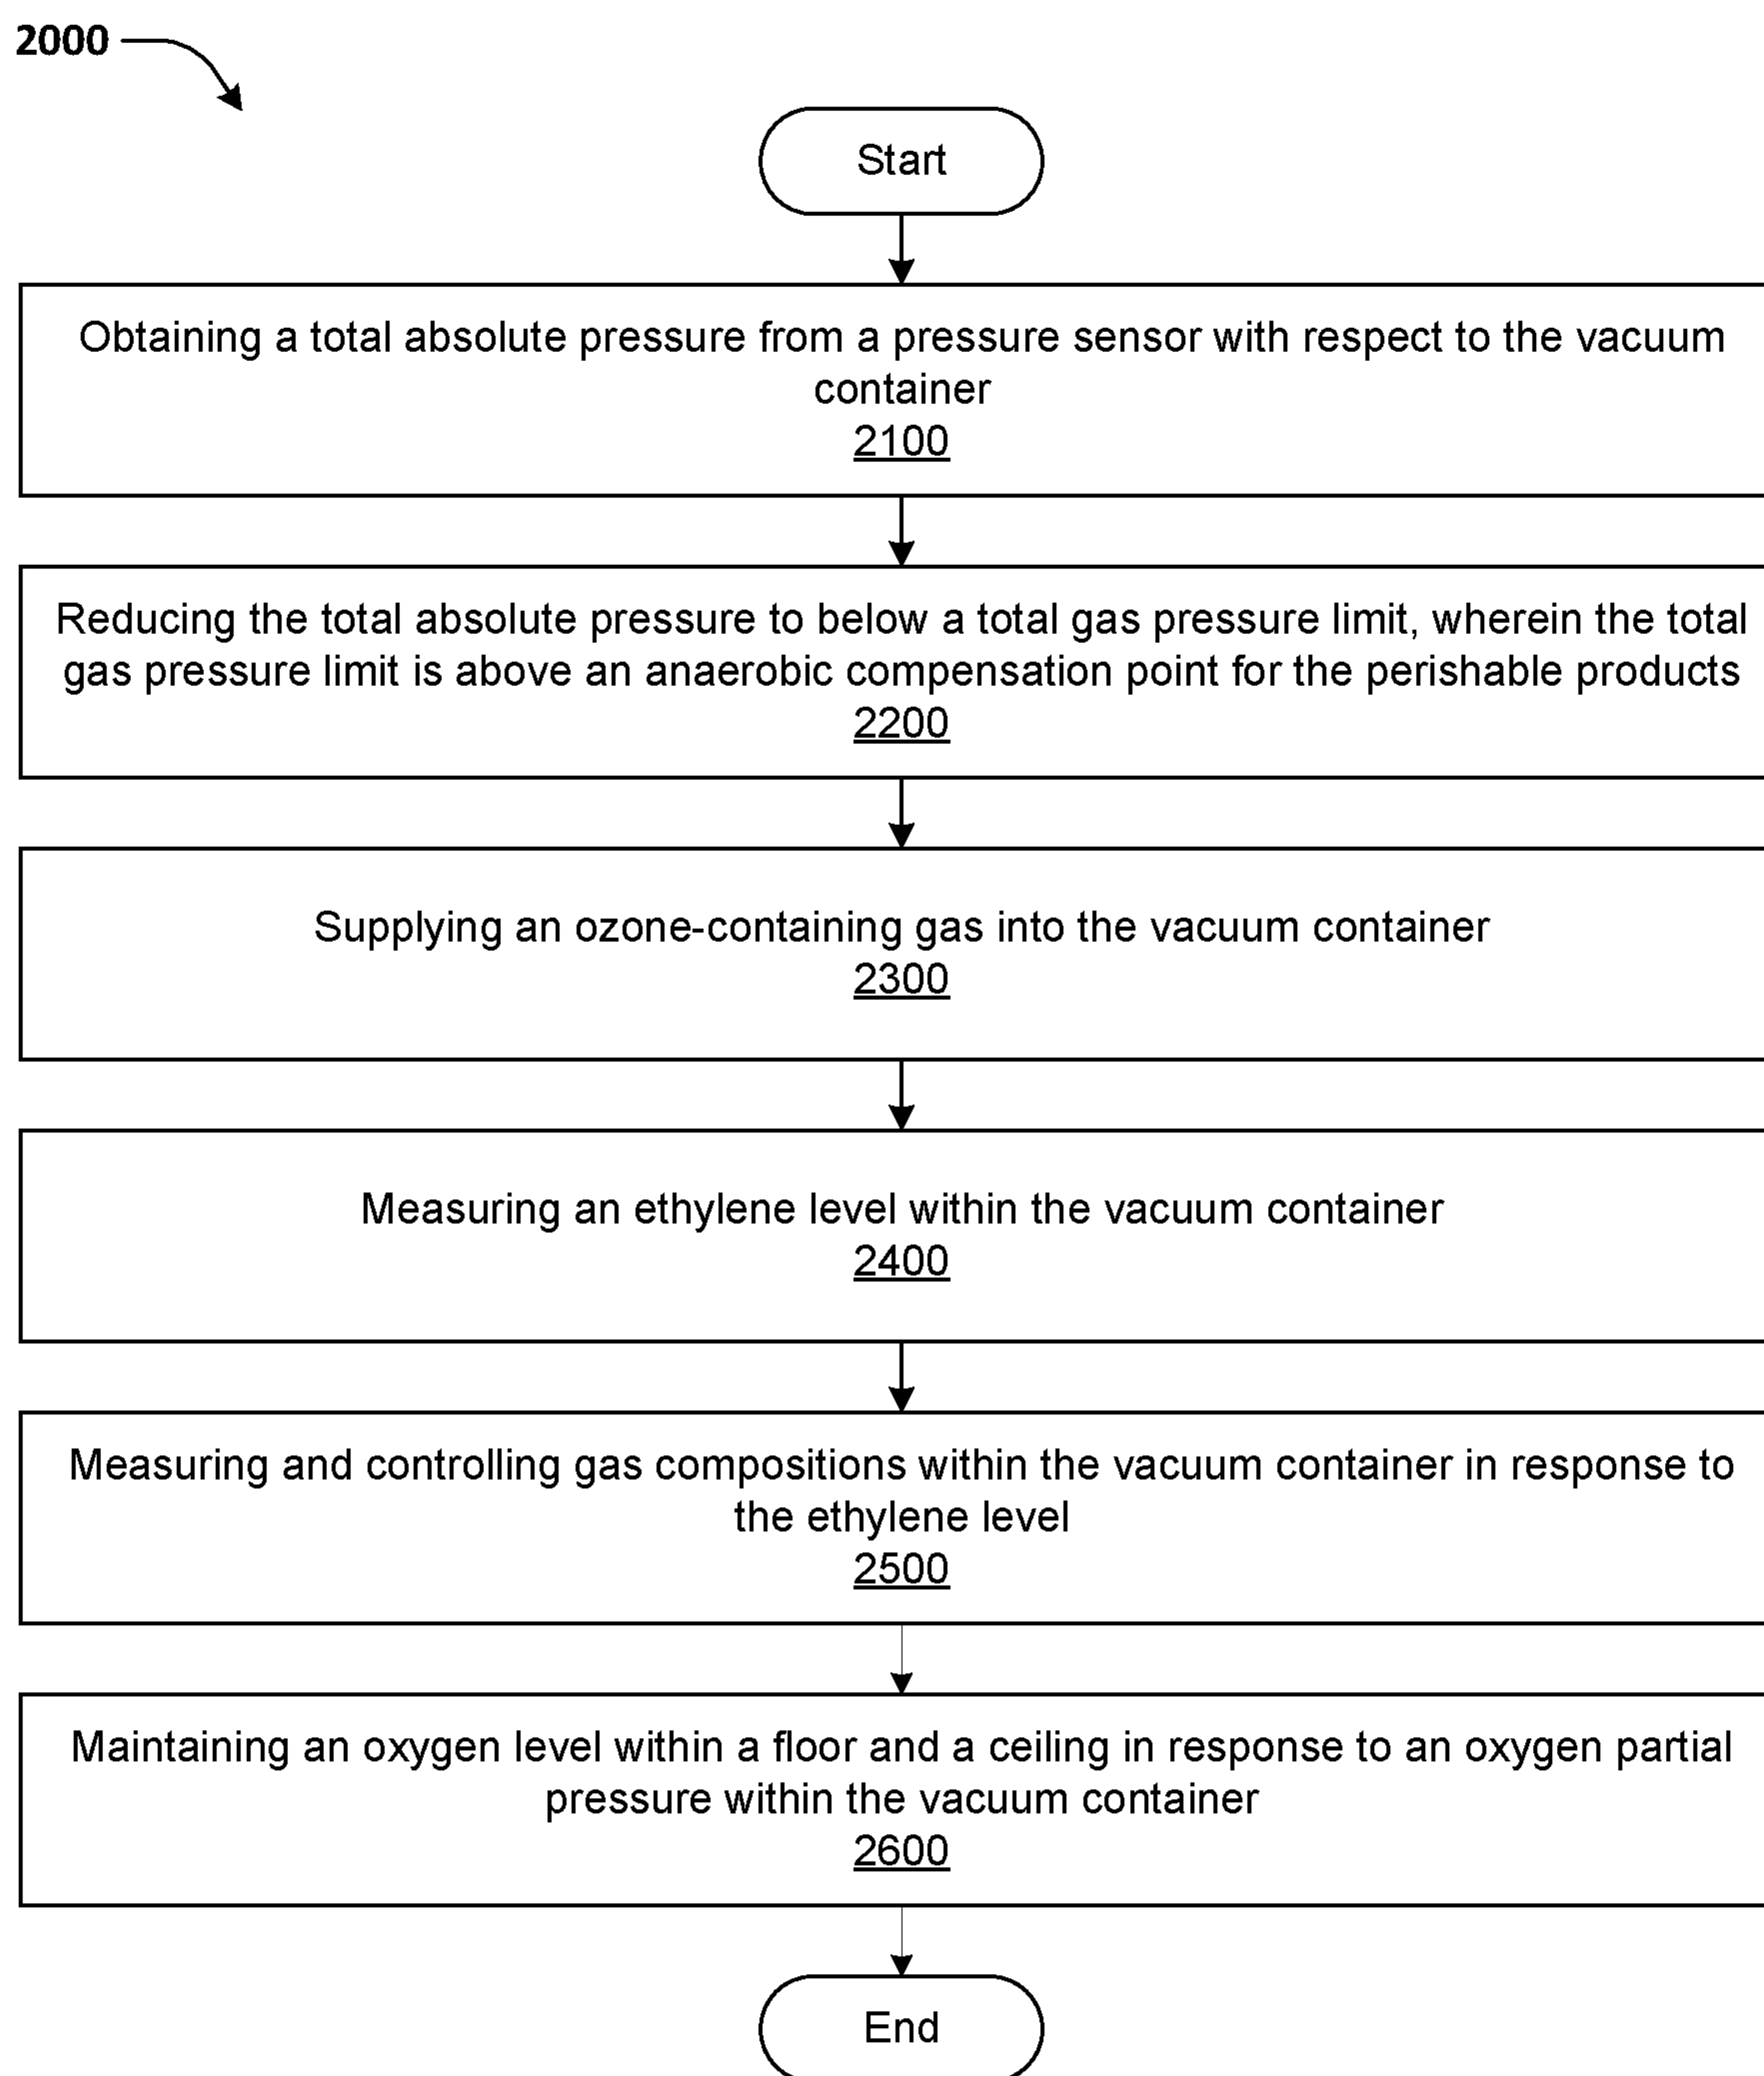 2000
Start
Obtaining a total absolute pressure from a pressure sensor with respect to the vacuum
container
2100
Reducing the total absolute pressure to below a total gas pressure limit, wherein the total
gas pressure limit is above an anaerobic compensation point for the perishable products
2200
Supplying an ozone-containing gas into the vacuum container
2300
Measuring an ethylene level within the vacuum container
2400
Measuring and controlling gas compositions within the vacuum container in response to
the ethylene level
2500
Maintaining an oxygen level within a floor and a ceiling in response to an oxygen partial
pressure within the vacuum container
2600
End